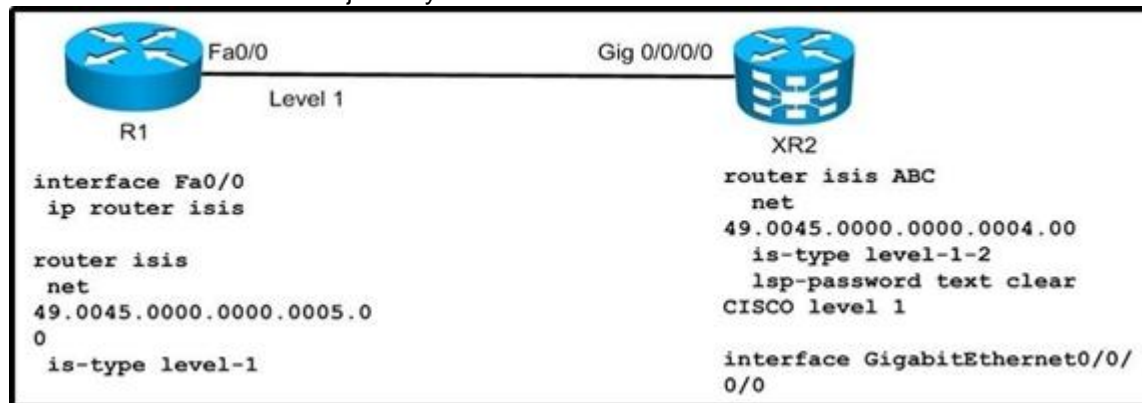 Fa0/0
Gig 0/0/0/0
Level 1
R1
XR2
interface Fa0/0
ip router isis
router isis
net
49.0045.0000.0000.0005.0
0
is-type level-1
router isis ABC
net
49.0045.0000.0000.0004.00
is-type level-1-2
lsp-password text clear
CISCO level 1
interface GigabitEthernet0/0/
0/0